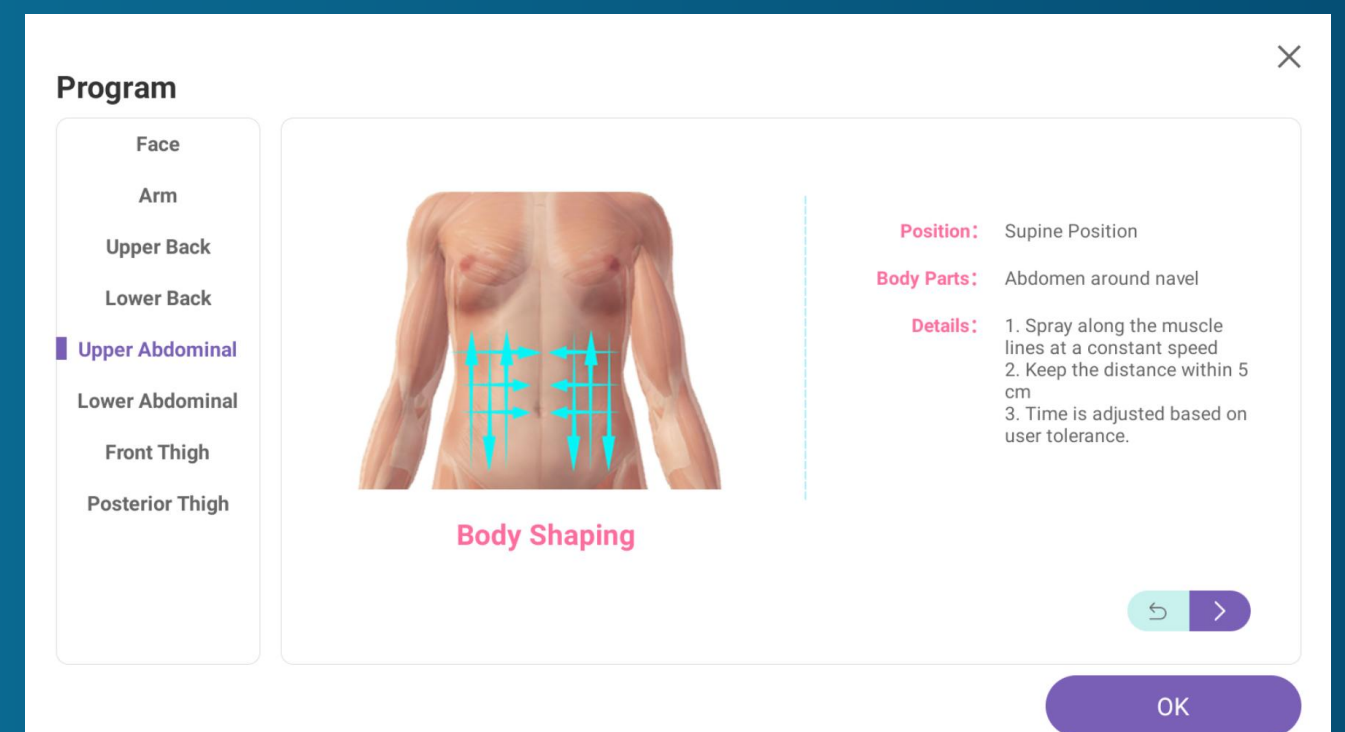 Program
Face
Arm
Upper Back
Lower Back
Upper Abdominal
Lower Abdominal
Front Thigh
Posterior Thigh
Body Shaping
Position: Supine Position
Body Parts: Abdomen around navel
Details: 1. Spray along the muscle
lines at a constant speed
2. Keep the distance within 5
cm
3. Time is adjusted based on
user tolerance.
OK